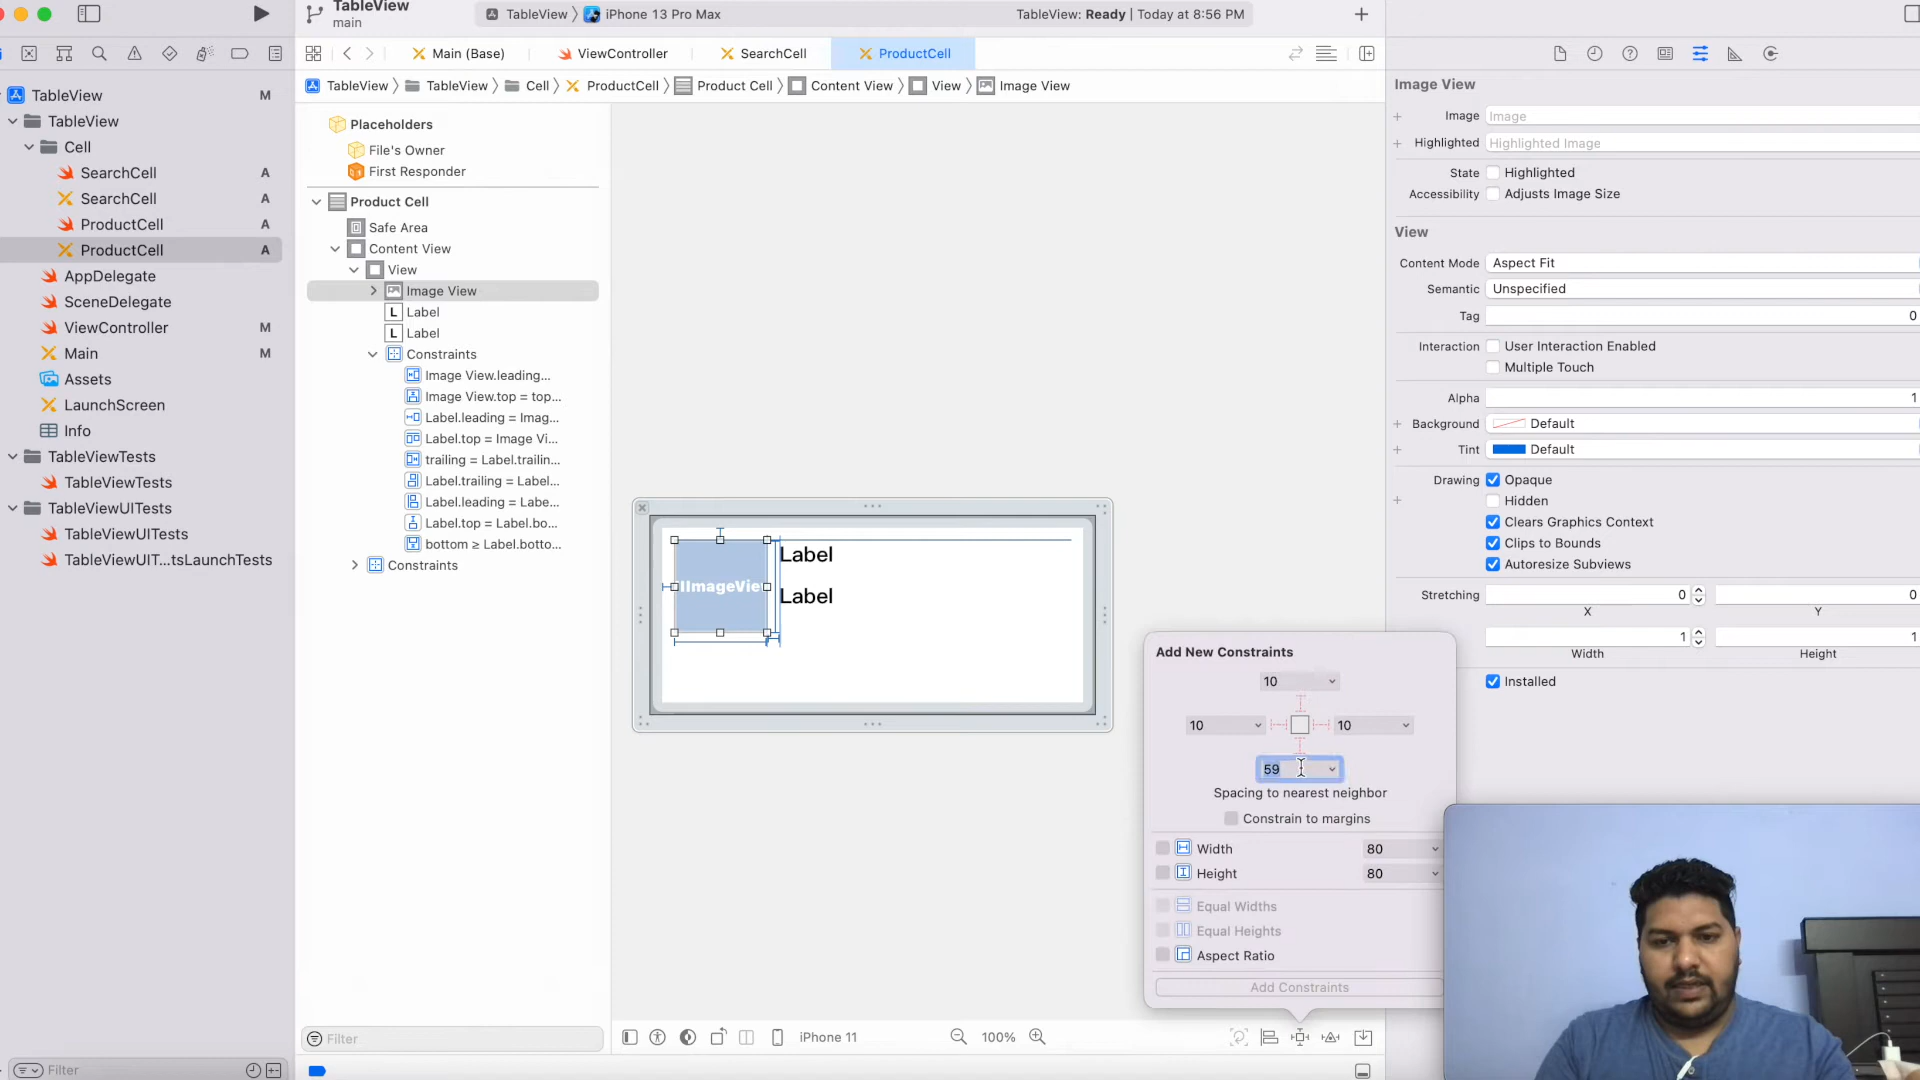 TableView
main
TableView
iPhone 13 Pro Max
TableView: Ready | Today at 8:56 PM
Main (Base)
ViewController
SearchCell
ProductCell
TableView
TableView
Cell
ProductCell
Product Cell
Content View
View
Image View
TableView M
TableView
Cell
SearchCell A
SearchCell A
ProductCell A
ProductCell A
AppDelegate
SceneDelegate
ViewController M
Main M
Assets
LaunchScreen
Info
TableViewTests
TableViewTests
TableViewUITests
TableViewUITests
TableViewUIT...tsLaunchTests
Filter
Placeholders
File's Owner
First Responder
Product Cell
Safe Area
Content View
View
Image View
L Label
L Label
Constraints
Image View.leading...
Image View.top = top...
Label.leading = Imag...
Label.top = Image Vi...
trailing = Label.trailin...
Label.trailing = Label...
Label.leading = Labe...
Label.top = Label.bo...
bottom ≥ Label.botto...
Constraints
Filter
Label
Label
iPhone 11
100%
Add New Constraints
10
10
10
59
Spacing to nearest neighbor
Constrain to margins
Width 80
Height 80
Equal Widths
Equal Heights
Aspect Ratio
Add Constraints
Image View
Image Image
Highlighted Highlighted Image
State Highlighted
Accessibility Adjusts Image Size
View
Content Mode Aspect Fit
Semantic Unspecified
Tag 0
Interaction User Interaction Enabled
Multiple Touch
Alpha 1
Background Default
Tint Default
Drawing Opaque
Hidden
Clears Graphics Context
Clips to Bounds
Autoresize Subviews
Stretching 0 0
X Y
1 1
Width Height
Installed